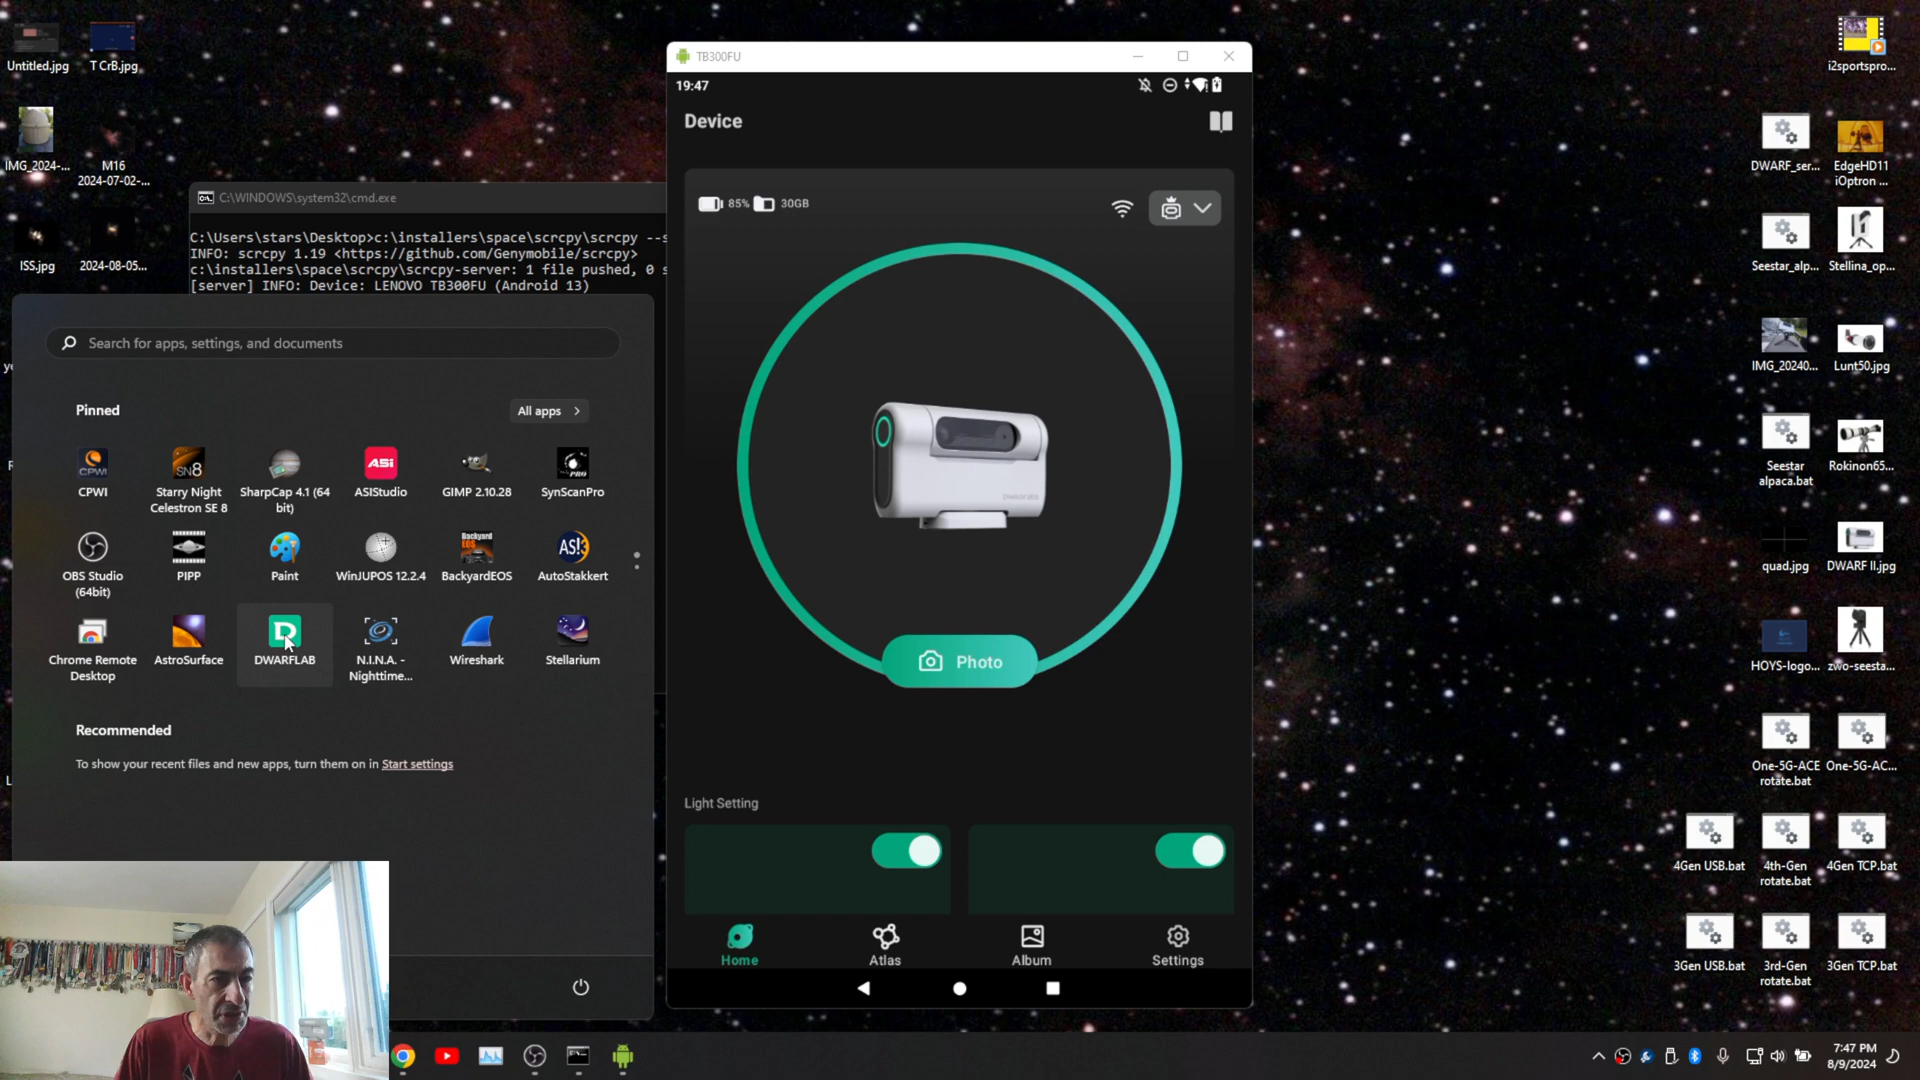 Untitled.jpg
T CrB.jpg
IMG_2024-...
M16
2024-07-02-...
ISS.jpg
2024-08-05...
C:\WINDOWS\system32\cmd.exe
C:\Users\stars\Desktop>c:\installers\space\scrcpy\scrcpy --s
INFO: scrcpy 1.19 <https://github.com/Genymobile/scrcpy>
c:\installers\space\scrcpy\scrcpy-server: 1 file pushed, 0 s
[server] INFO: Device: LENOVO TB300FU (Android 13)
Search for apps, settings, and documents
Pinned
All apps
CPWI
CPWI
SN8
Starry Night
Celestron SE 8
SharpCap 4.1 (64
bit)
ASi
ASIStudio
GIMP 2.10.28
PRO
SynScanPro
OBS Studio
(64bit)
PIPP
Paint
WinJUPOS 12.2.4
Backyard
EOS
BackyardEOS
AS!3
AutoStakkert
Chrome Remote
Desktop
AstroSurface
D
DWARFLAB
N.I.N.A. -
Nighttime...
Wireshark
Stellarium
Recommended
To show your recent files and new apps, turn them on in Start settings
TB300FU
19:47
Device
85%
30GB
Photo
Light Setting
Home
Atlas
Album
Settings
i2sportspro...
DWARF_ser...
EdgeHD11
iOptron ...
Seestar_alp...
Stellina_op...
IMG_20240...
Lunt50.jpg
Seestar
alpaca.bat
Rokinon65...
quad.jpg
DWARF II.jpg
HOYS-logo...
zwo-seesta...
One-5G-ACE
rotate.bat
One-5G-AC...
4Gen USB.bat
4th-Gen
rotate.bat
4Gen TCP.bat
3Gen USB.bat
3rd-Gen
rotate.bat
3Gen TCP.bat
7:47 PM
8/9/2024